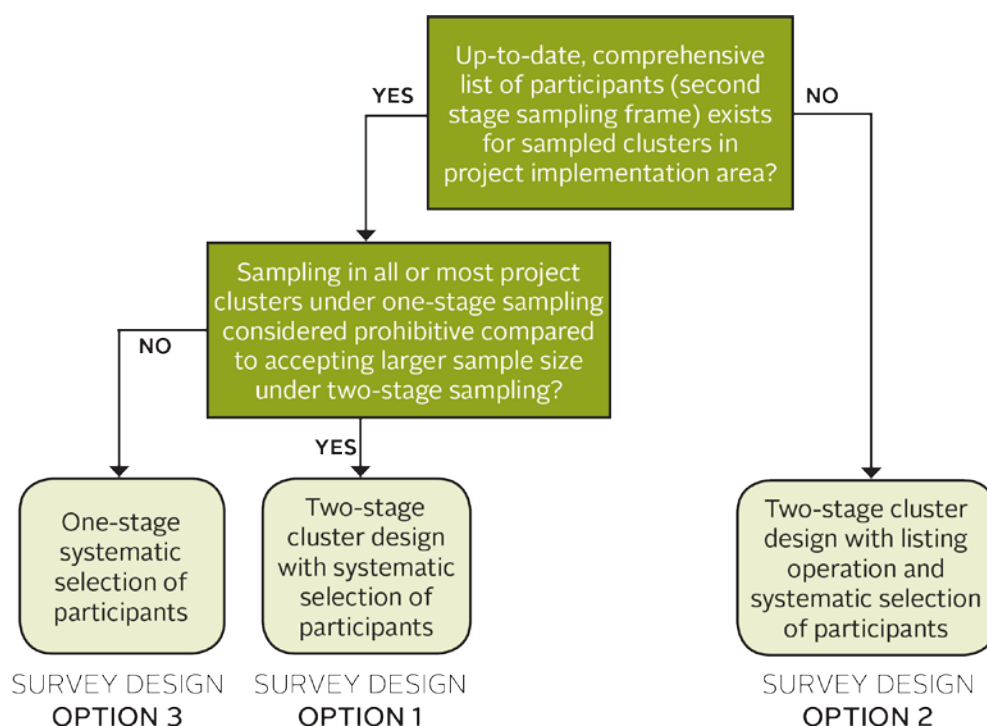 Up-to-date, comprehensive
list of participants (second
stage sampling frame) exists
for sampled clusters in
project implementation area?
YES
NO
Sampling in all or most project
clusters under one-stage sampling
considered prohibitive compared
to accepting larger sample size
under two-stage sampling?
NO
YES
One-stage
systematic
selection of
participants
SURVEY DESIGN
OPTION 3
Two-stage
cluster design
with systematic
selection of
participants
SURVEY DESIGN
OPTION 1
Two-stage cluster
design with listing
operation and
systematic selection
of participants
SURVEY DESIGN
OPTION 2